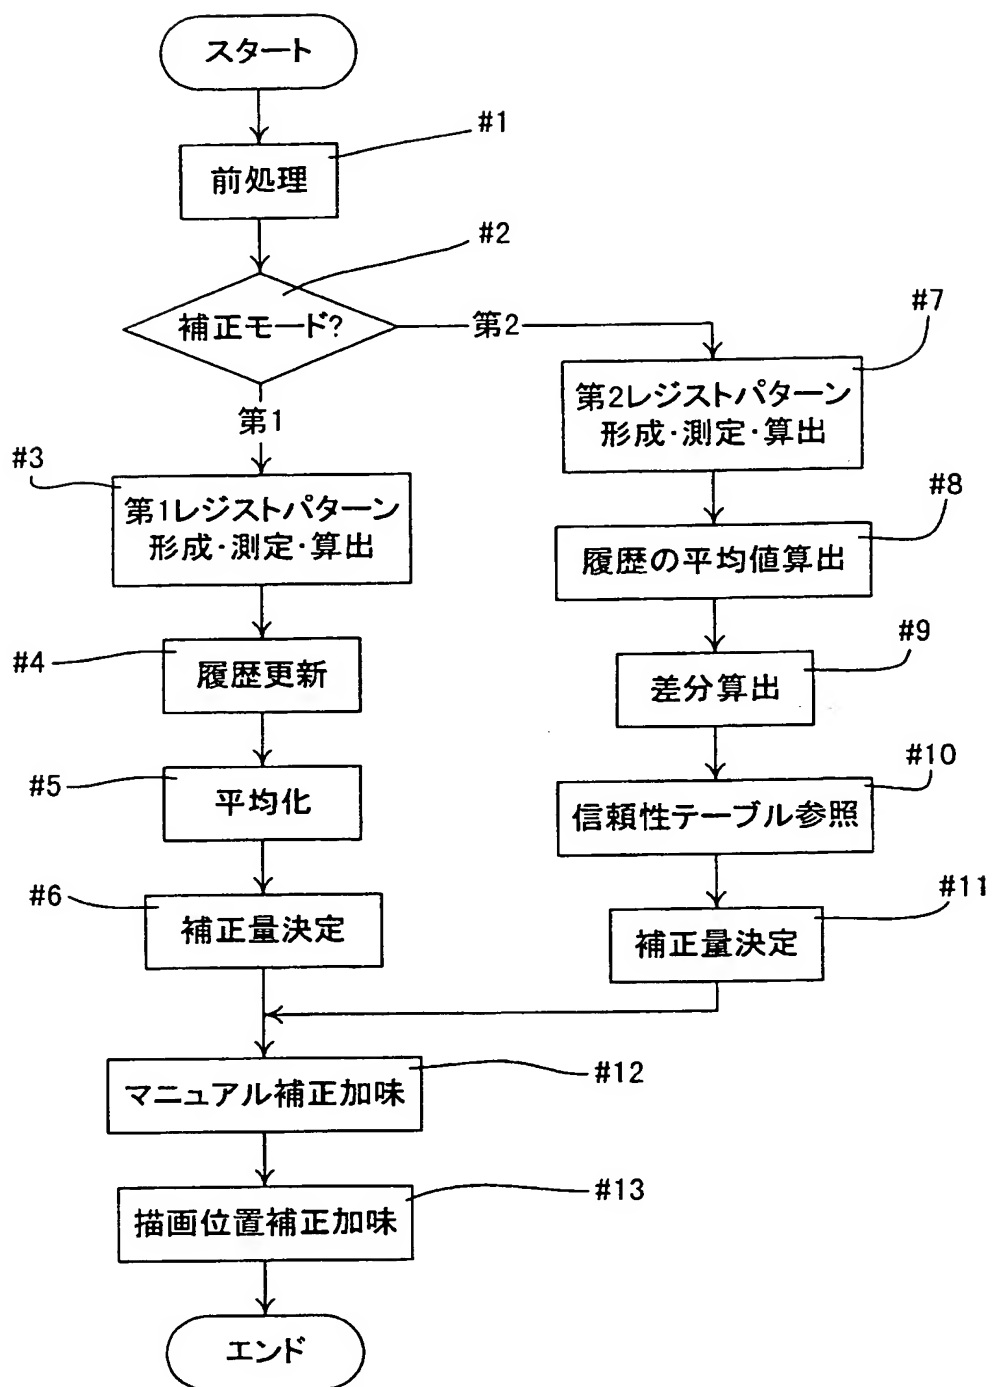 スタート
#1
前処理
#2
補正モード?
第2
第1
#3
第1レジストパターン
形成・測定・算出
#4
履歴更新
#5
平均化
#6
補正量決定
#7
第2レジストパターン
形成・測定・算出
#8
履歴の平均値算出
#9
差分算出
#10
信頼性テーブル参照
#11
補正量決定
#12
マニュアル補正加味
#13
描画位置補正加味
エンド